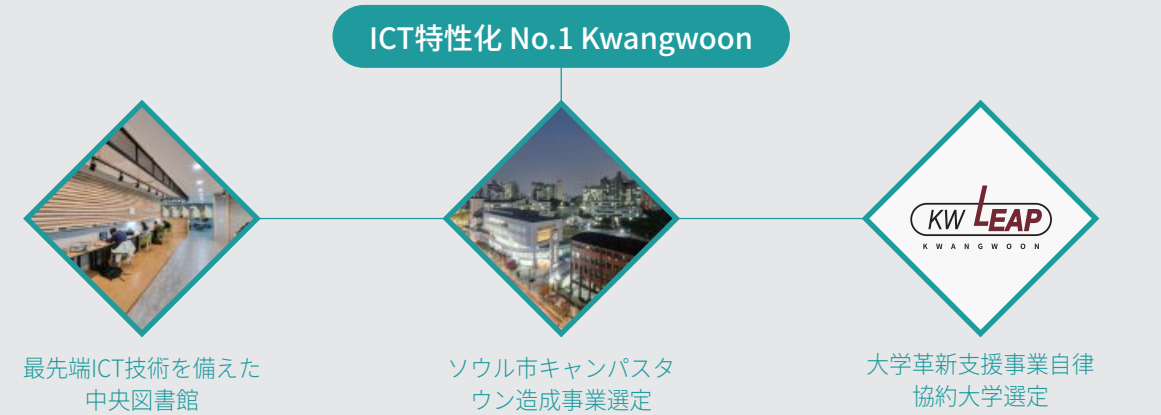 ICT特性化 No.1 Kwangwoon
KW LEAP
KWANGWOON
最先端ICT技術を備えた
中央図書館
ソウル市キャンパスタ
ウン造成事業選定
大学革新支援事業自律
協約大学選定